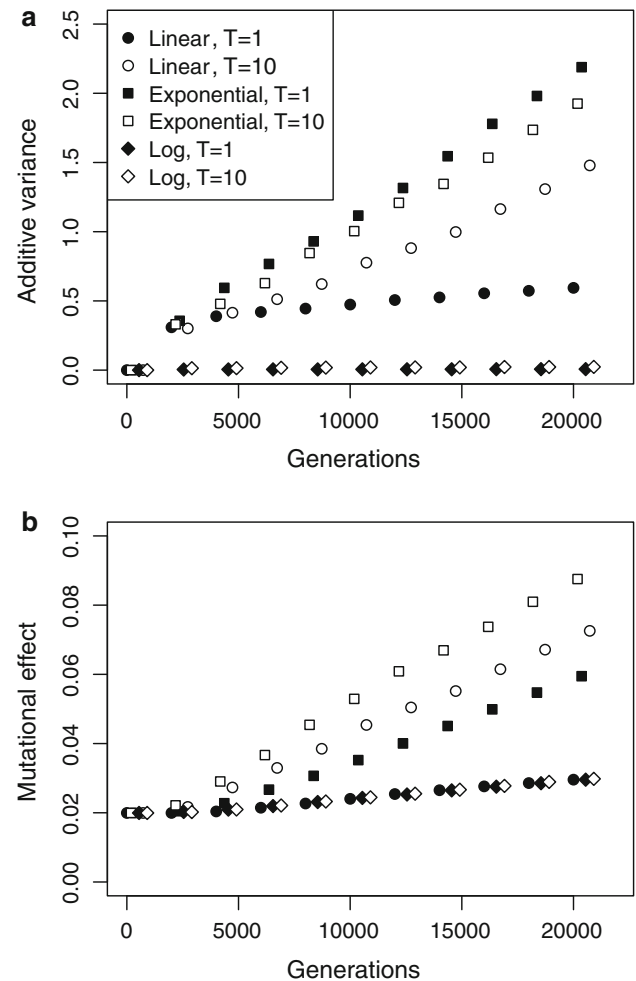 a
Additive variance
2.5
2.0
1.5
1.0
0.5
0.0
Linear, T=1
Linear, T=10
Exponential, T=1
Exponential, T=10
Log, T=1
Log, T=10
0 5000 10000 15000 20000
Generations
b
Mutational effect
0.10
0.08
0.06
0.04
0.02
0.00
0 5000 10000 15000 20000
Generations